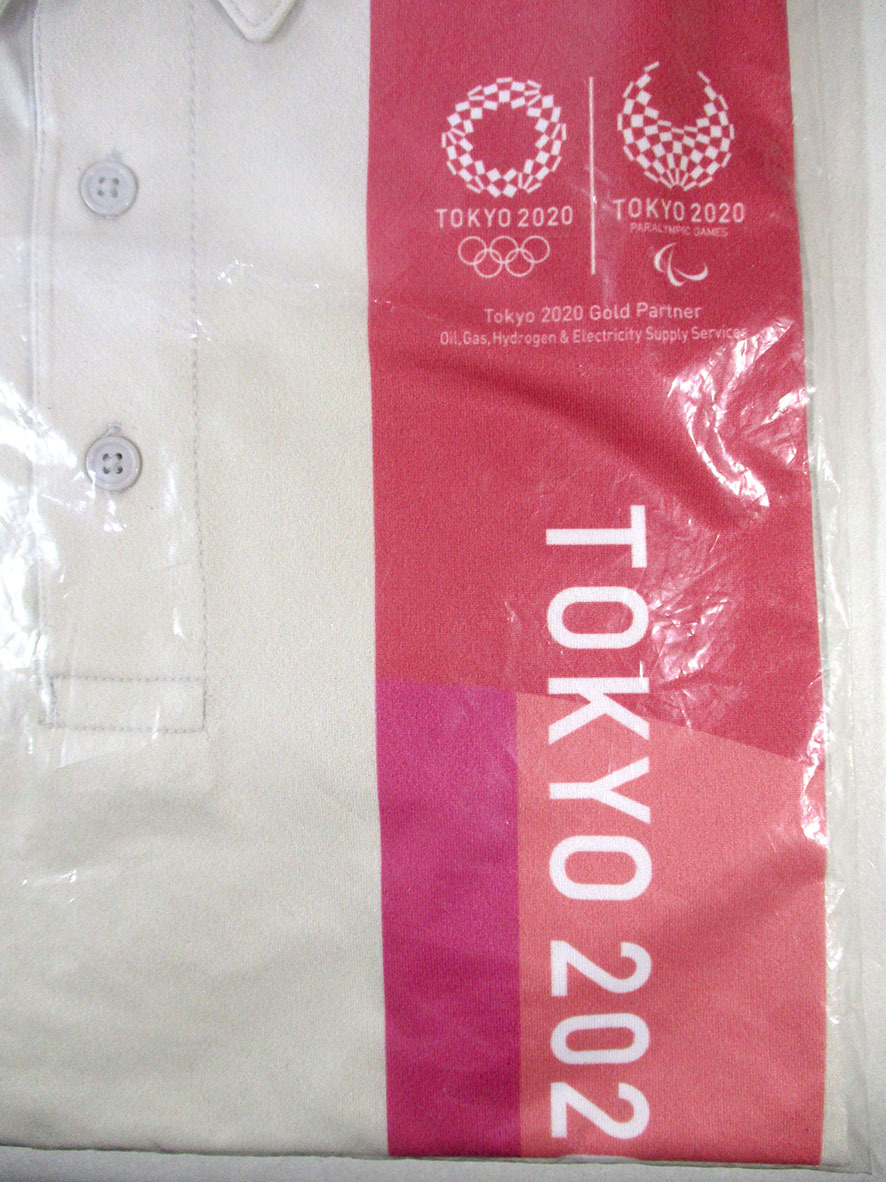 TOKYO 2020
TOKYO 2020
PARALYMPIC GAMES
Tokyo 2020 Gold Partner
Oil, Gas, Hydrogen & Electricity Supply Services
TOKYO 202